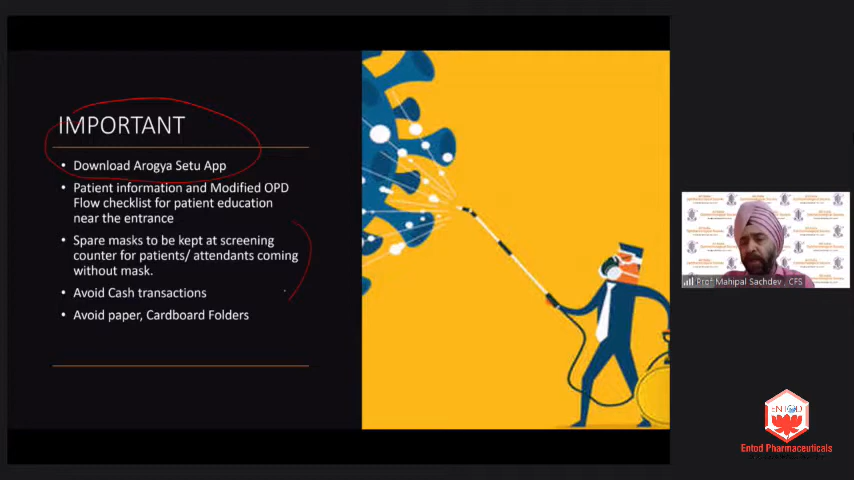 IMPORTANT
• Download Arogya Setu App
• Patient information and Modified OPD
Flow checklist for patient education
near the entrance
• Spare masks to be kept at screening
counter for patients/ attendants coming
without mask.
• Avoid Cash transactions
• Avoid paper, Cardboard Folders
Prof Mahipal Sachdev , CFS
ENTOD
Entod Pharmaceuticals